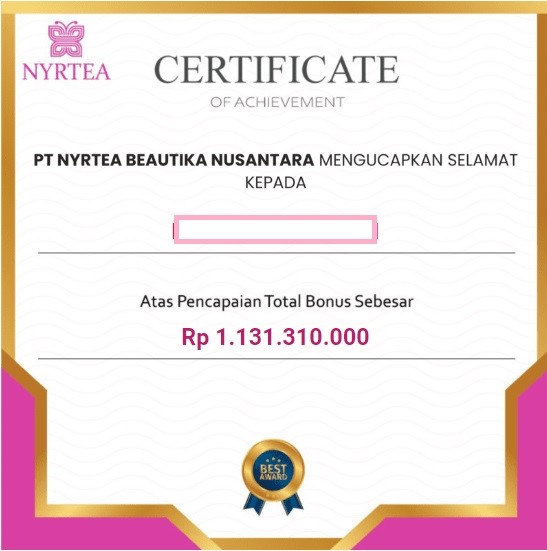 NYRTEA
CERTIFICATE
OF ACHIEVEMENT
PT NYRTEA BEAUTIKA NUSANTARA MENGUCAPKAN SELAMAT
KEPADA
Atas Pencapaian Total Bonus Sebesar
Rp 1.131.310.000
BEST
AWARD